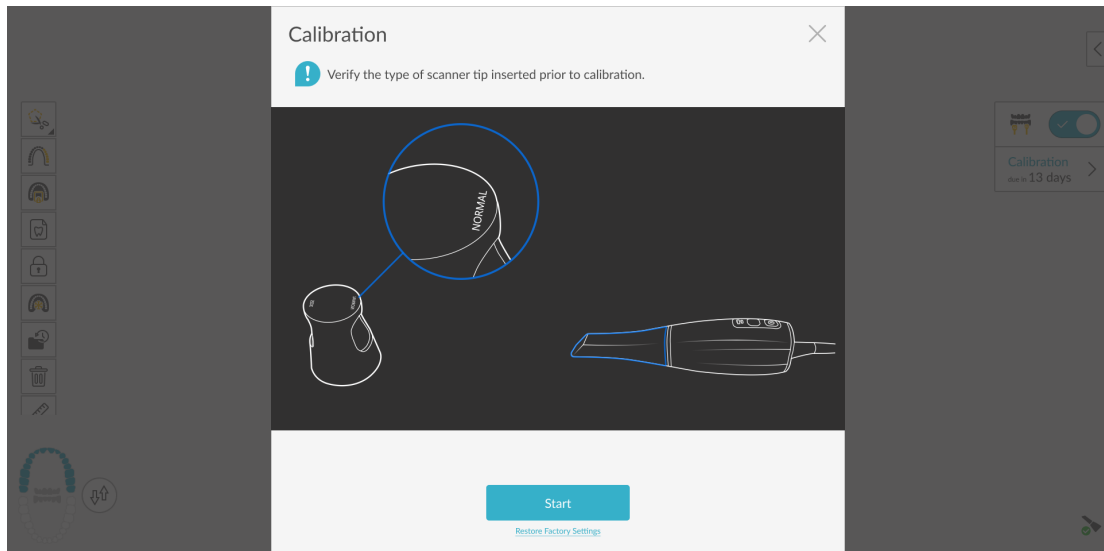 Calibration
Verify the type of scanner tip inserted prior to calibration.
NORMAL
Calibration
due in 13 days
Start
Restore Factory Settings